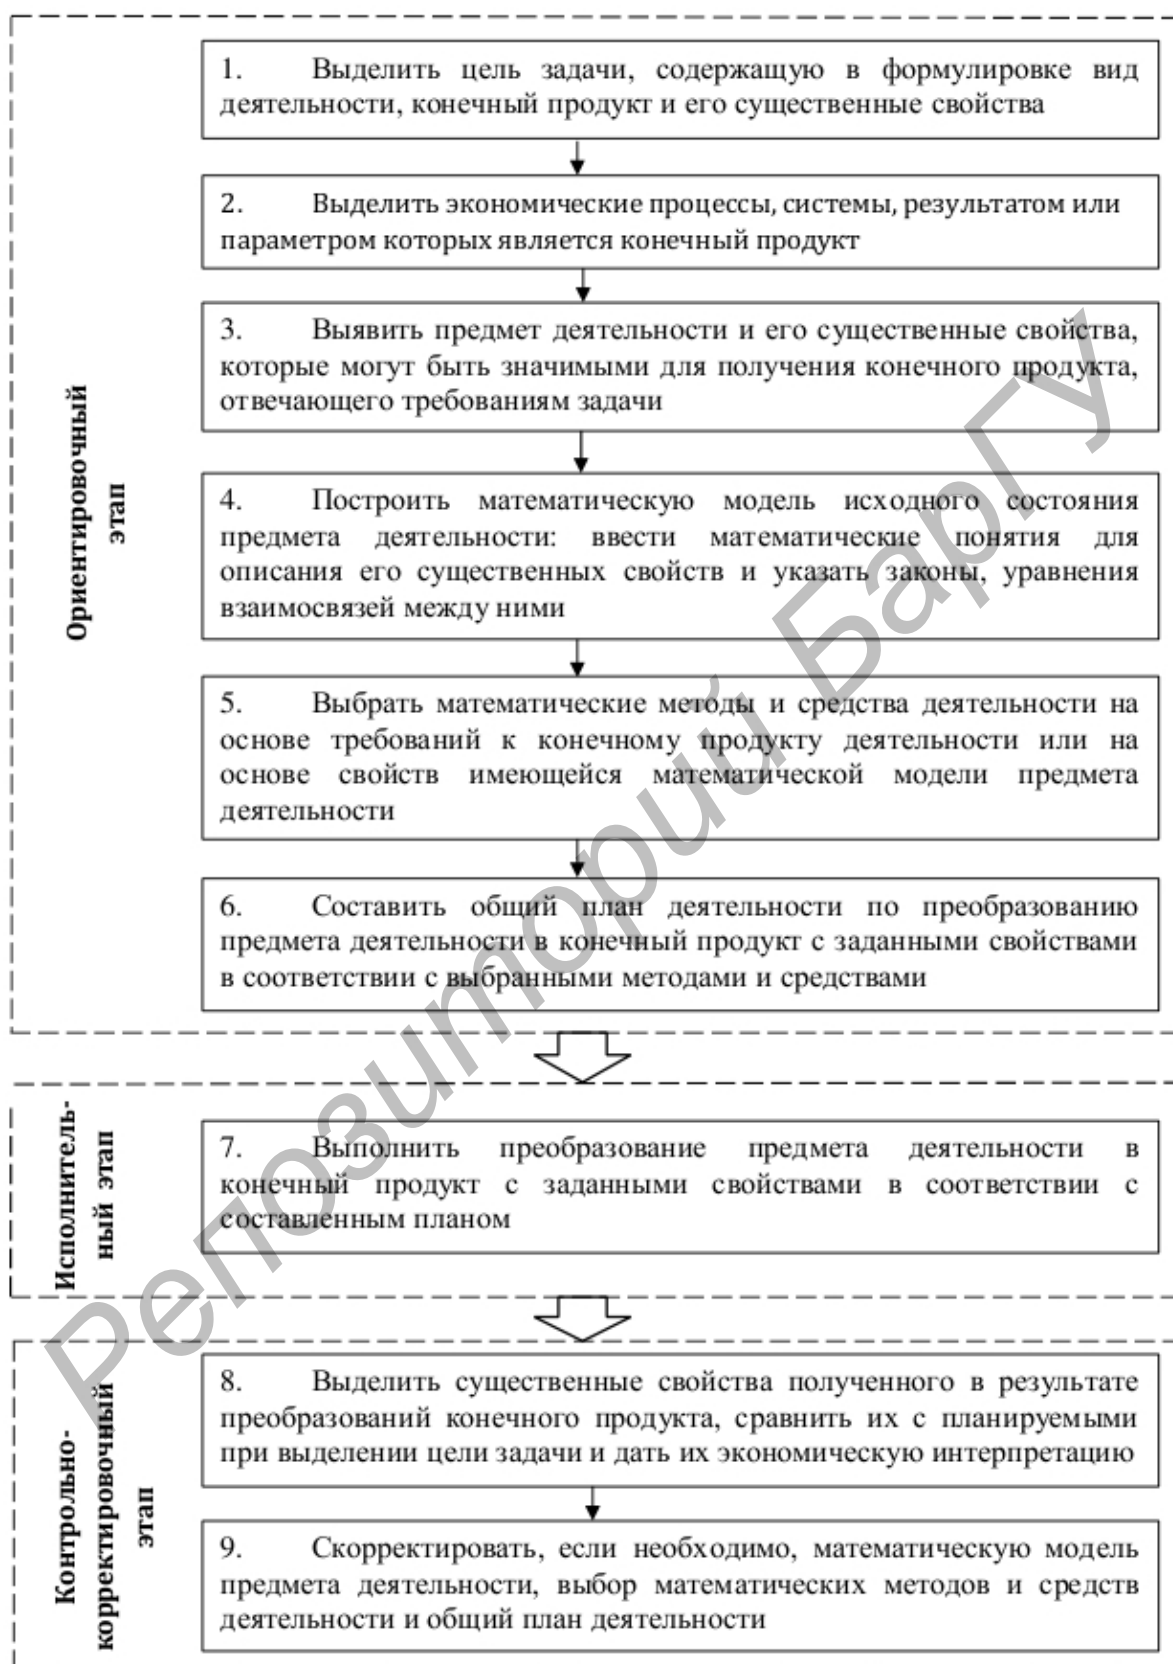 Ориентировочный
этап
1. Выделить цель задачи, содержащую в формулировке вид
деятельности, конечный продукт и его существенные свойства
2. Выделить экономические процессы, системы, результатом или
параметром которых является конечный продукт
3. Выявить предмет деятельности и его существенные свойства,
которые могут быть значимыми для получения конечного продукта,
отвечающего требованиям задачи
4. Построить математическую модель исходного состояния
предмета деятельности: ввести математические понятия для
описания его существенных свойств и указать законы, уравнения
взаимосвязей между ними
5. Выбрать математические методы и средства деятельности на
основе требований к конечному продукту деятельности или на
основе свойств имеющейся математической модели предмета
деятельности
6. Составить общий план деятельности по преобразованию
предмета деятельности в конечный продукт с заданными свойствами
в соответствии с выбранными методами и средствами
Исполнитель-
ный этап
7. Выполнить преобразование предмета деятельности в
конечный продукт с заданными свойствами в соответствии с
составленным планом
Контрольно-
корректировочный
этап
8. Выделить существенные свойства полученного в результате
преобразований конечного продукта, сравнить их с планируемыми
при выделении цели задачи и дать их экономическую интерпретацию
9. Скорректировать, если необходимо, математическую модель
предмета деятельности, выбор математических методов и средств
деятельности и общий план деятельности
Репозиторий БарГУ